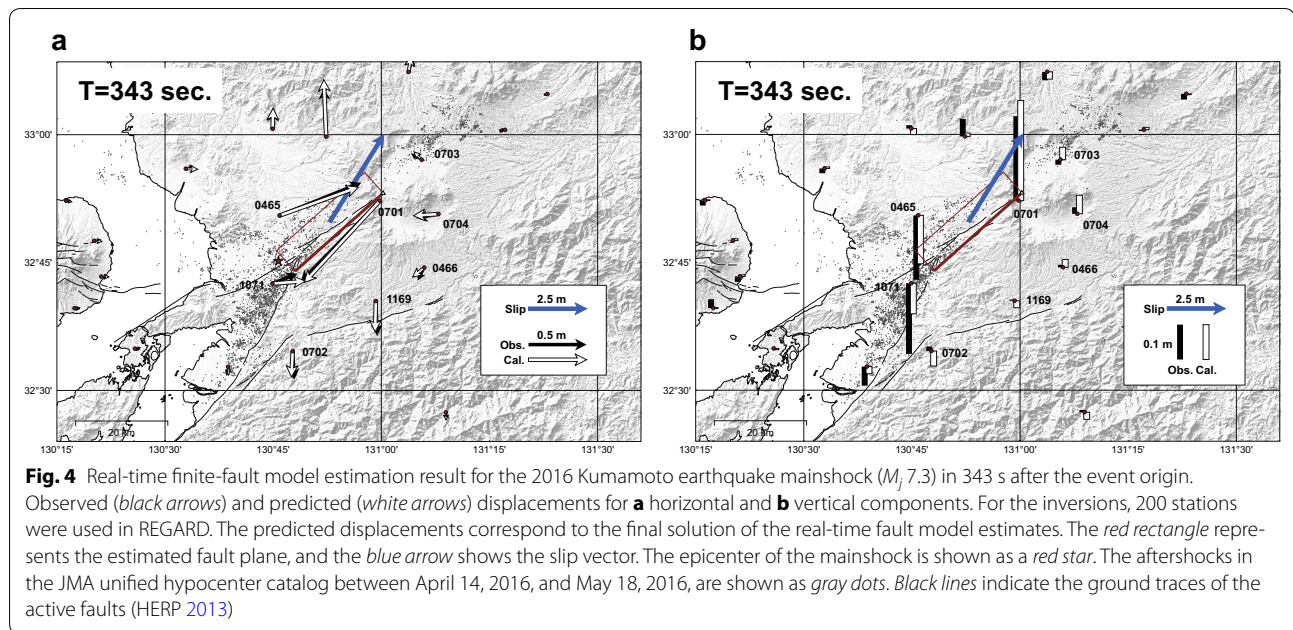 a
T=343 sec.
33°00'
32°45'
32°30'
0703
0465
0701
0704
0466
1071
1169
0702
Slip
2.5 m
Obs.
0.5 m
Cal.
20 km
130°15'
130°30'
130°45'
131°00'
131°15'
131°30'
b
T=343 sec.
33°00'
32°45'
32°30'
0703
0465
0701
0704
0466
1071
1169
0702
Slip
2.5 m
0.1 m
Obs. Cal.
20 km
130°15'
130°30'
130°45'
131°00'
131°15'
131°30'
Fig. 4 Real-time finite-fault model estimation result for the 2016 Kumamoto earthquake mainshock (Mj 7.3) in 343 s after the event origin.
Observed (black arrows) and predicted (white arrows) displacements for a horizontal and b vertical components. For the inversions, 200 stations
were used in REGARD. The predicted displacements correspond to the final solution of the real-time fault model estimates. The red rectangle repre-
sents the estimated fault plane, and the blue arrow shows the slip vector. The epicenter of the mainshock is shown as a red star. The aftershocks in
the JMA unified hypocenter catalog between April 14, 2016, and May 18, 2016, are shown as gray dots. Black lines indicate the ground traces of the
active faults (HERP 2013)